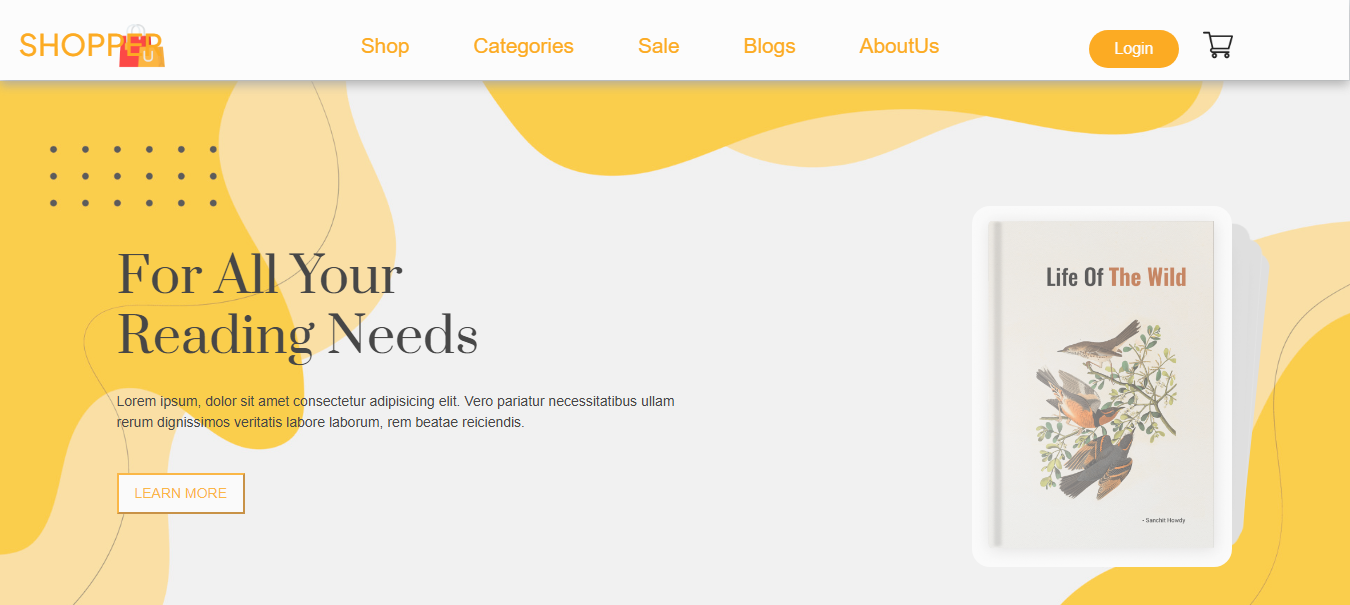 SHOPPER
U
Shop
Categories
Sale
Blogs
AboutUs
Login
For All Your
Reading Needs
Lorem ipsum, dolor sit amet consectetur adipisicing elit. Vero pariatur necessitatibus ullam
rerum dignissimos veritatis labore laborum, rem beatae reiciendis.
LEARN MORE
Life Of The Wild
- Sanchit Howdy